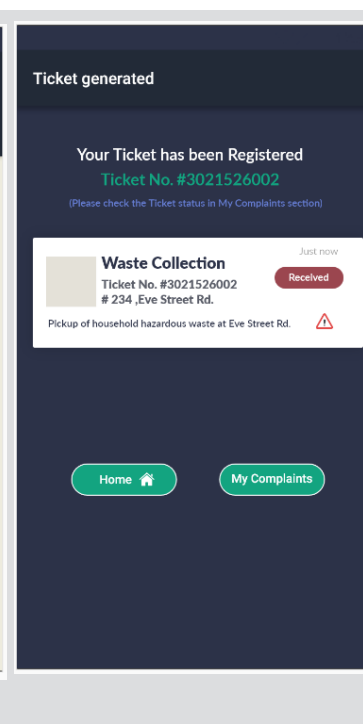 Ticket generated
Your Ticket has been Registered
Ticket No. #3021526002
(Please check the Ticket status in My Complaints section)
Just now
Waste Collection
Received
Ticket No. #3021526002
# 234 ,Eve Street Rd.
Pickup of household hazardous waste at Eve Street Rd.
Home
My Complaints